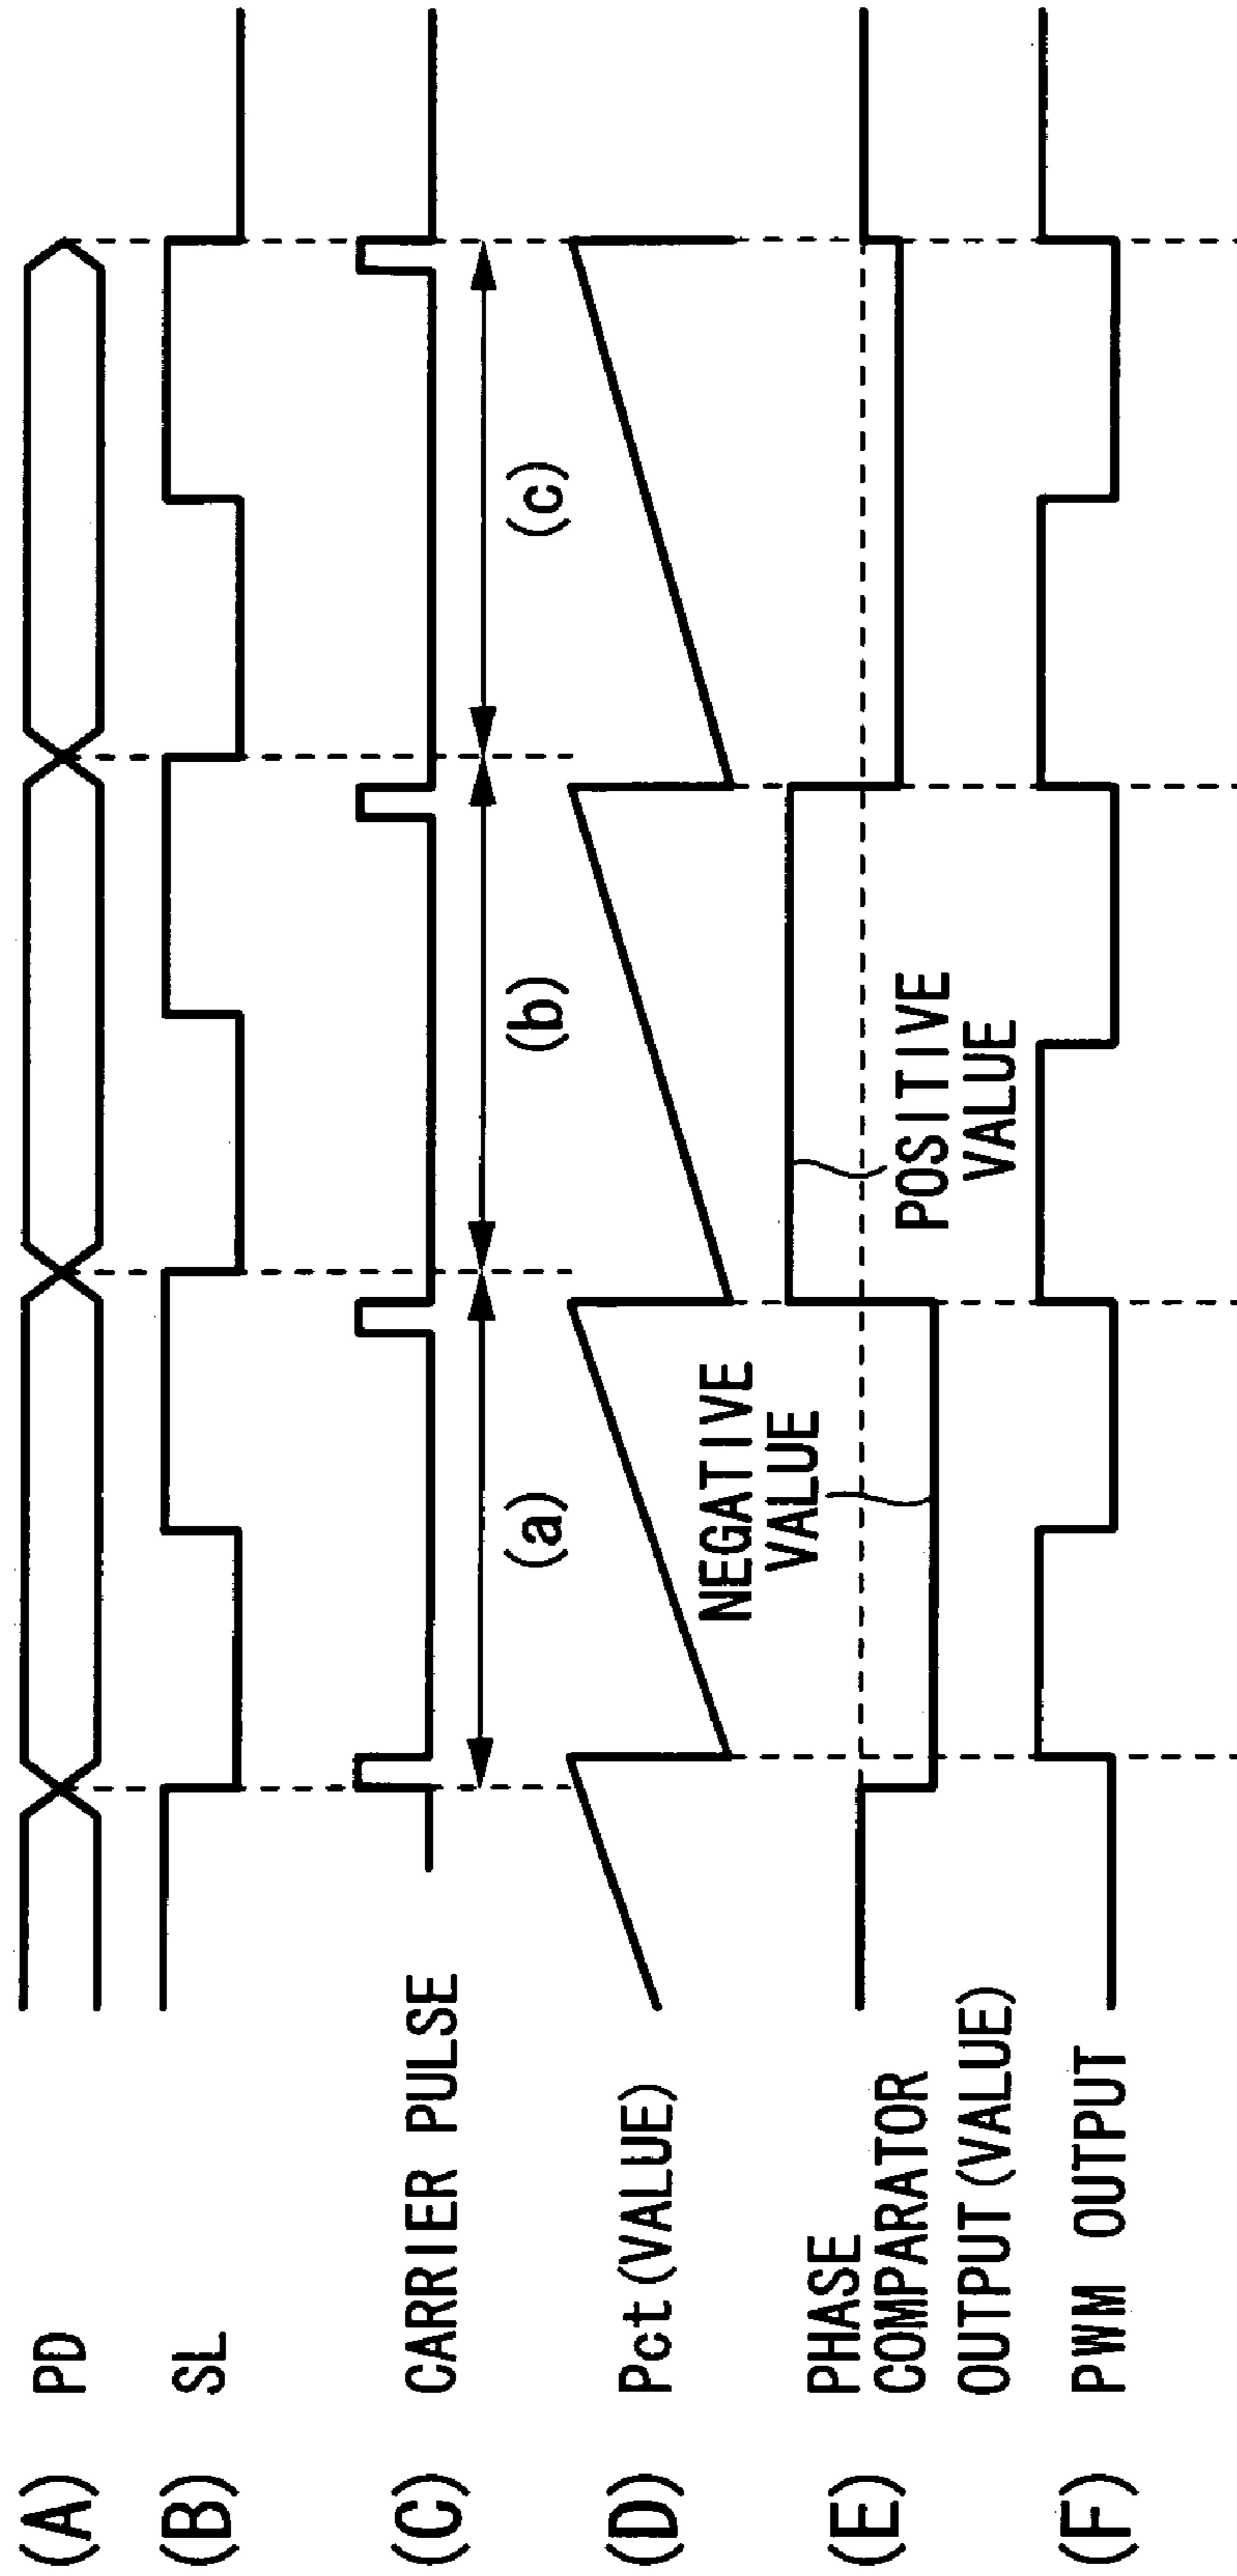 (A) PD
(B) SL
(C) CARRIER PULSE
(a)
(b)
(c)
(D) Pct (VALUE)
NEGATIVE
VALUE
(E) PHASE
COMPARATOR
OUTPUT (VALUE)
POSITIVE
VALUE
(F) PWM OUTPUT